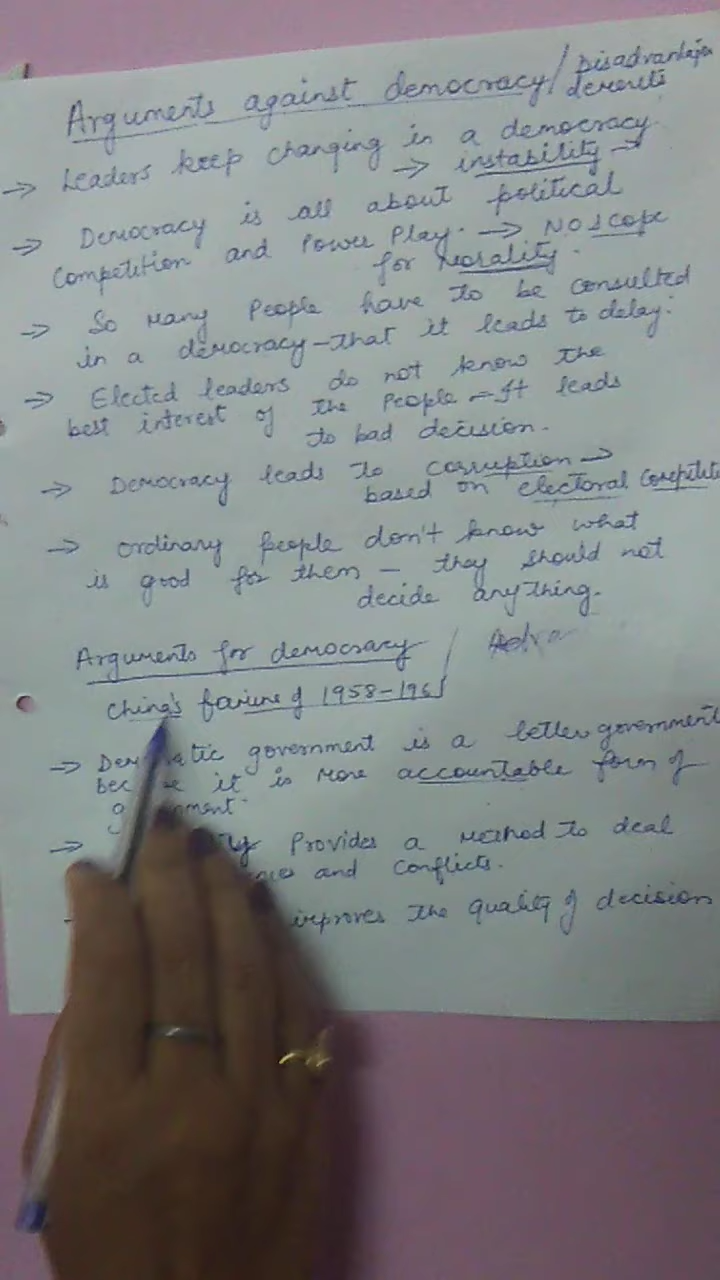 Arguments against democracy / Disadvantages
demerits
→ Leaders keep changing in a democracy.
→ instability →
→ Democracy is all about political
Competition and Power Play. → No scope
for Morality.
→ So many People have to be consulted
in a democracy - that it leads to delay.
→ Elected leaders do not know the
best interest of the People - It leads
to bad decision.
→ Democracy leads to corruption →
based on electoral
→ ordinary people don't know what
is good for them - they should not
decide anything.
Arguments for democracy /
China's of 1958-1961
→ government is a better government
it is more accountable form of
→ Provides a method to deal
and conflicts.
improves the quality of decision